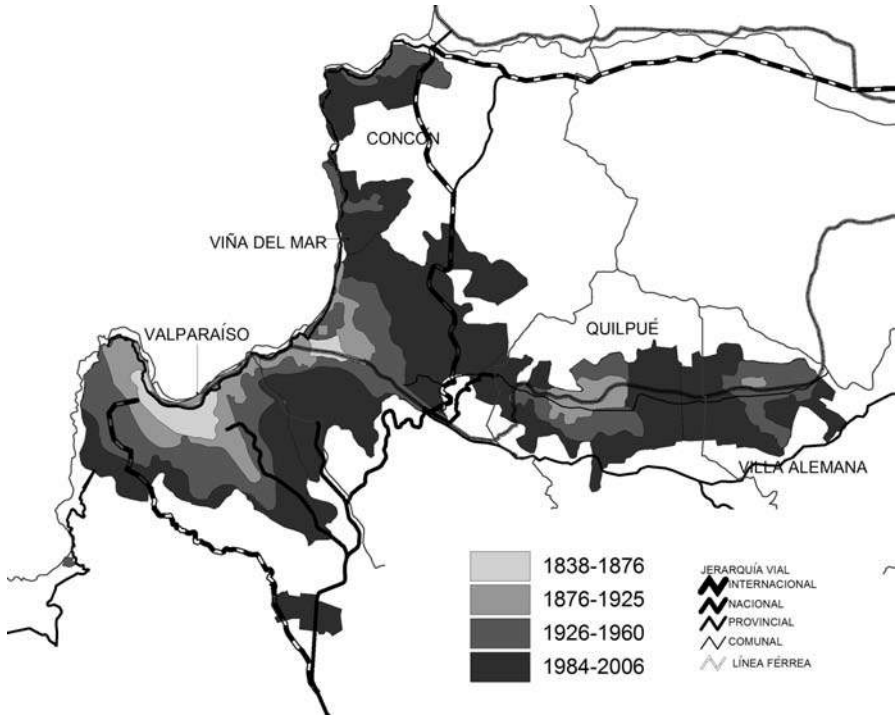 CONCÓN
VIÑA DEL MAR
VALPARAÍSO
QUILPUÉ
VILLA ALEMANA
1838-1876
1876-1925
1926-1960
1984-2006
JERARQUÍA VIAL
INTERNACIONAL
NACIONAL
PROVINCIAL
COMUNAL
LÍNEA FÉRREA